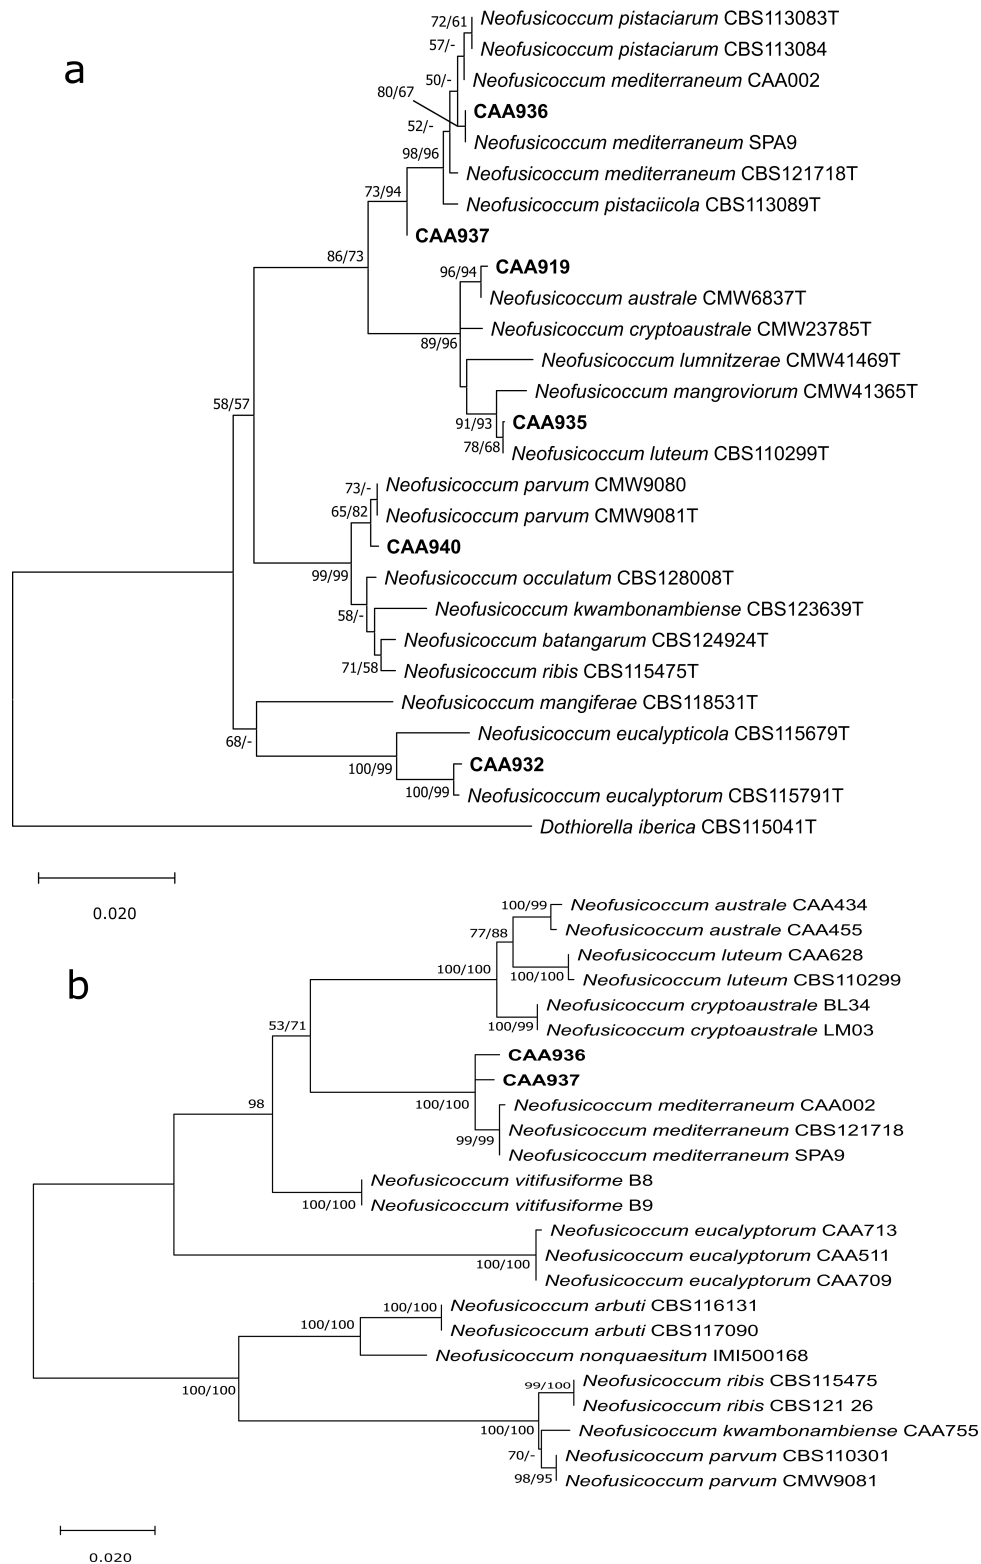 a
72/61
Neofusicoccum pistaciarum CBS113083T
57/-
Neofusicoccum pistaciarum CBS113084
50/-
Neofusicoccum mediterraneum CAA002
80/67
CAA936
52/-
Neofusicoccum mediterraneum SPA9
98/96
Neofusicoccum mediterraneum CBS121718T
73/94
Neofusicoccum pistaciicola CBS113089T
CAA937
86/73
96/94
CAA919
Neofusicoccum australe CMW6837T
Neofusicoccum cryptoaustrale CMW23785T
89/96
Neofusicoccum lumnitzerae CMW41469T
Neofusicoccum mangroviorum CMW41365T
58/57
91/93
CAA935
78/68
Neofusicoccum luteum CBS110299T
73/-
Neofusicoccum parvum CMW9080
65/82
Neofusicoccum parvum CMW9081T
CAA940
99/99
Neofusicoccum occulatum CBS128008T
58/-
Neofusicoccum kwambonambiense CBS123639T
Neofusicoccum batangarum CBS124924T
71/58
Neofusicoccum ribis CBS115475T
Neofusicoccum mangiferae CBS118531T
68/-
Neofusicoccum eucalypticola CBS115679T
100/99
CAA932
100/99
Neofusicoccum eucalyptorum CBS115791T
Dothiorella iberica CBS115041T
0.020
b
100/99
Neofusicoccum australe CAA434
77/88
Neofusicoccum australe CAA455
Neofusicoccum luteum CAA628
100/100
100/100
Neofusicoccum luteum CBS110299
Neofusicoccum cryptoaustrale BL34
53/71
100/99
Neofusicoccum cryptoaustrale LM03
CAA936
CAA937
98
100/100
Neofusicoccum mediterraneum CAA002
Neofusicoccum mediterraneum CBS121718
99/99
Neofusicoccum mediterraneum SPA9
Neofusicoccum vitifusiforme B8
100/100
Neofusicoccum vitifusiforme B9
Neofusicoccum eucalyptorum CAA713
100/100
Neofusicoccum eucalyptorum CAA511
Neofusicoccum eucalyptorum CAA709
100/100
Neofusicoccum arbuti CBS116131
100/100
Neofusicoccum arbuti CBS117090
Neofusicoccum nonquaesitum IMI500168
100/100
99/100
Neofusicoccum ribis CBS115475
Neofusicoccum ribis CBS121 26
100/100
Neofusicoccum kwambonambiense CAA755
70/-
Neofusicoccum parvum CBS110301
98/95
Neofusicoccum parvum CMW9081
0.020